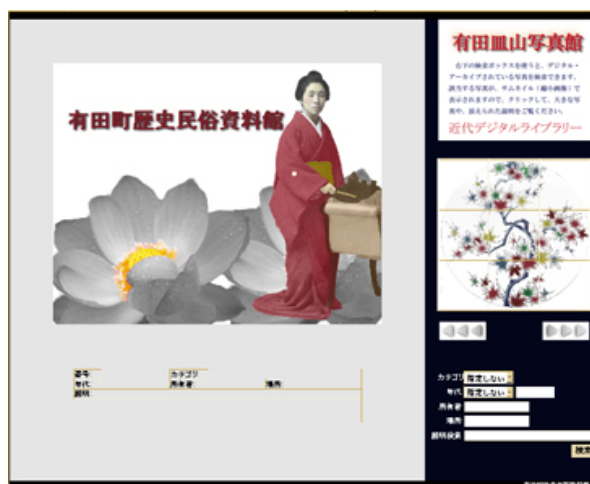 有田町歴史民俗資料館
番号: カテゴリ:
年代: 所有者: 場所:
説明:
有田皿山写真館
右下の検索ボックスを使うと、デジタル・
アーカイブされている写真を検索できます。
該当する写真が、サムネイル（縮小画像）で
表示されますので、クリックして、大きな写
真や、添えられた説明をご覧ください。
近代デジタルライブラリー
カテゴリ 指定しない
年代 指定しない
所有者
場所
説明検索
検索